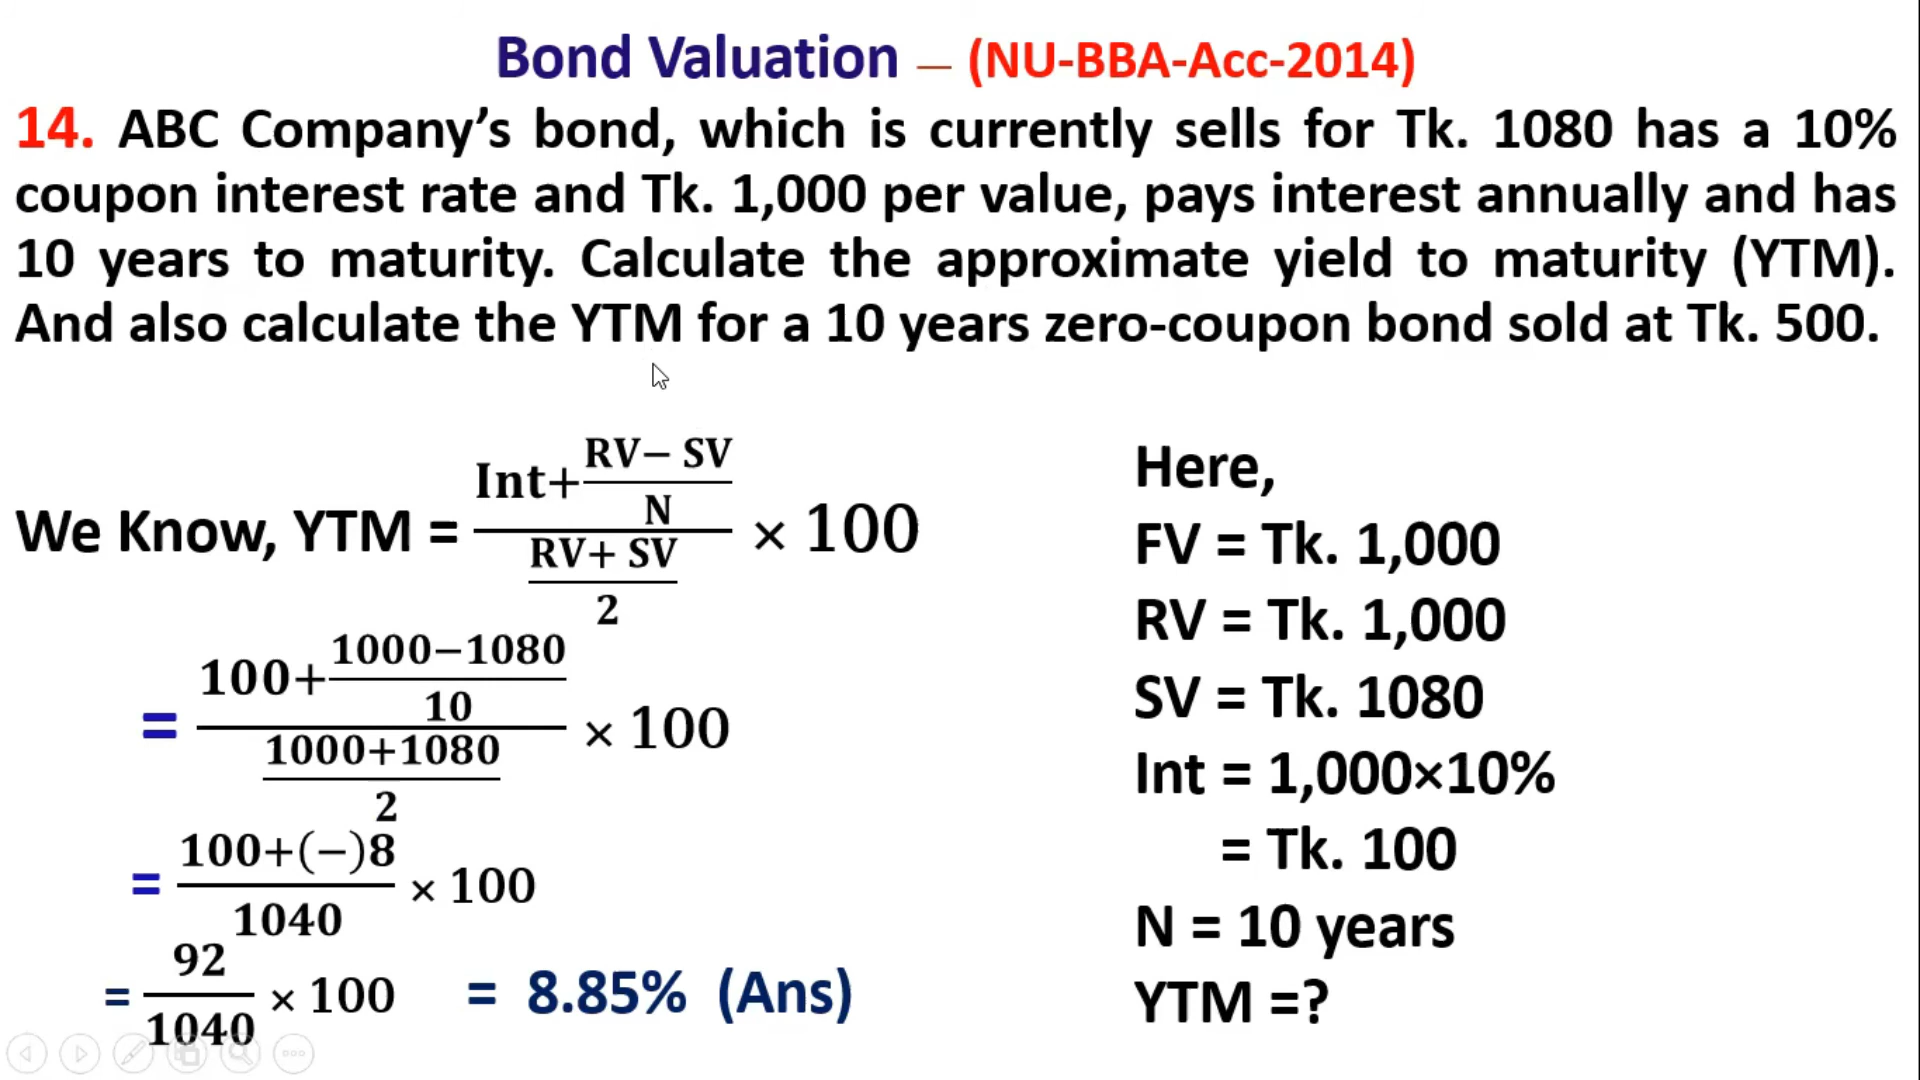 Bond Valuation — (NU-BBA-Acc-2014)
14. ABC Company’s bond, which is currently sells for Tk. 1080 has a 10%
coupon interest rate and Tk. 1,000 per value, pays interest annually and has
10 years to maturity. Calculate the approximate yield to maturity (YTM).
And also calculate the YTM for a 10 years zero-coupon bond sold at Tk. 500.
We Know, YTM = 
Int+
RV− SV
N
RV+ SV
2
× 100
= 
100+
1000−1080
10
1000+1080
2
× 100
= 
100+(−)8
1040
× 100
= 
92
1040
× 100 = 8.85% (Ans)
Here,
FV = Tk. 1,000
RV = Tk. 1,000
SV = Tk. 1080
Int = 1,000×10%
= Tk. 100
N = 10 years
YTM =?